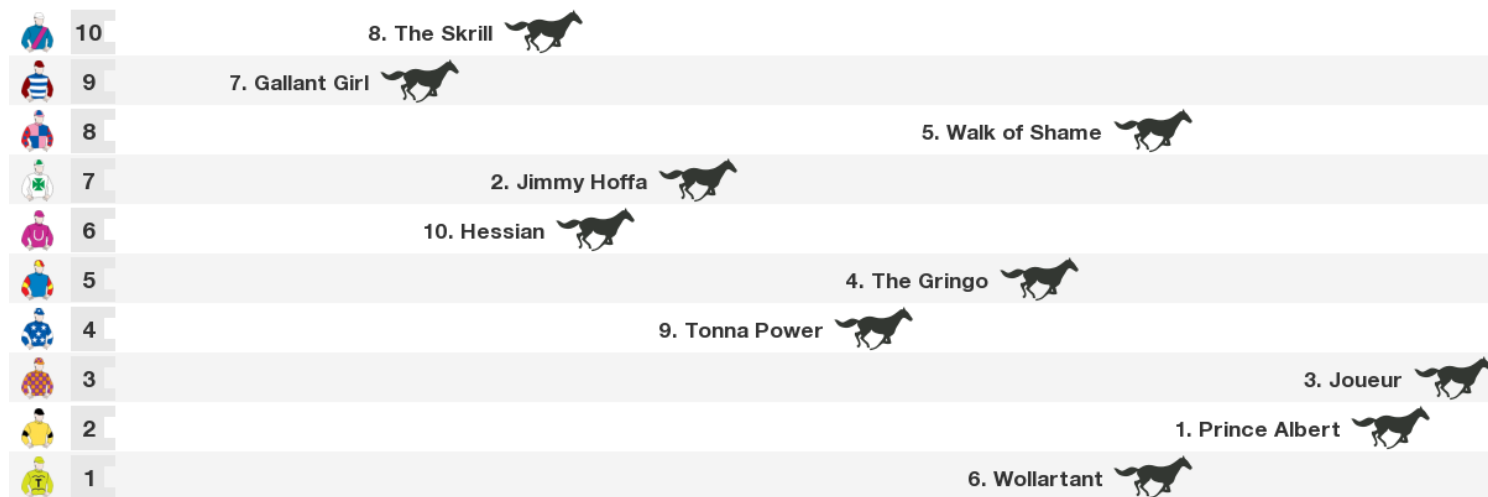 10 8. The Skrill
9 7. Gallant Girl
8 5. Walk of Shame
7 2. Jimmy Hoffa
6 10. Hessian
5 4. The Gringo
4 9. Tonna Power
3 3. Joueur
2 1. Prince Albert
T 1 6. Wollartant